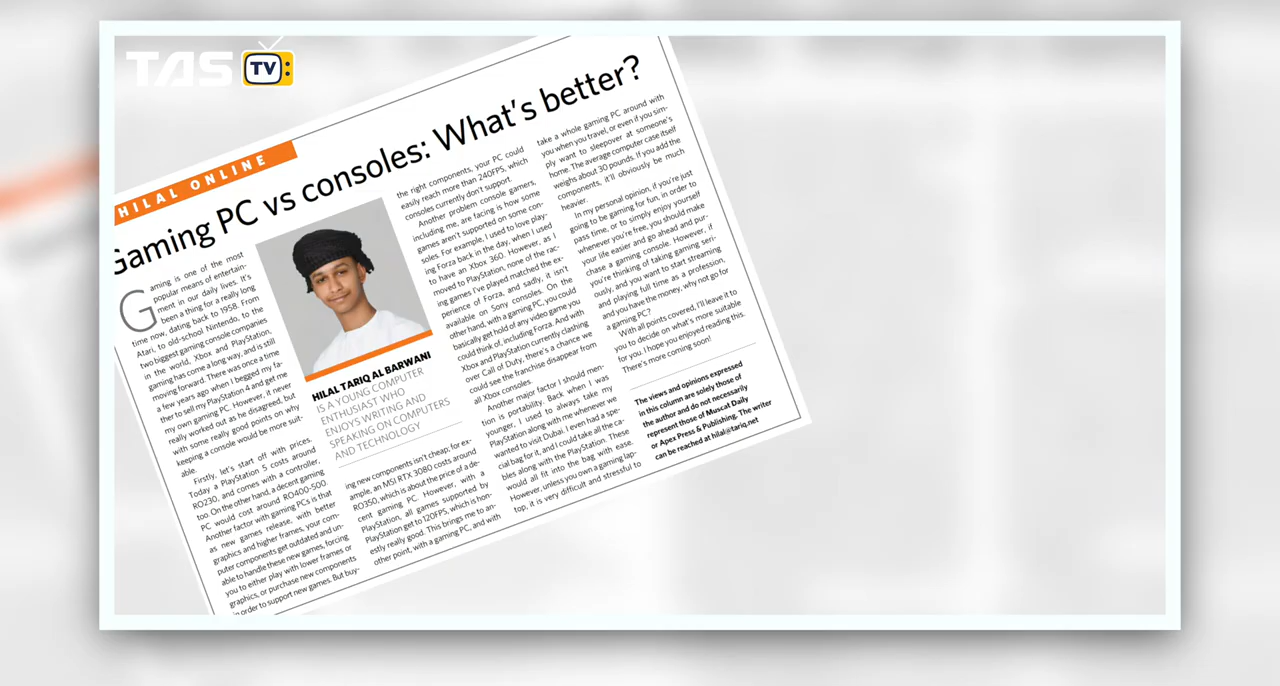 TAS TV:
HILAL ONLINE
Gaming PC vs consoles: What's better?
Gaming is one of the most
popular means of entertain-
ment in our daily lives. It's
been a thing for a really long
time now, dating back to 1958. From
Atari, to old-school Nintendo, to the
two biggest gaming console companies
in the world, Xbox and PlayStation,
gaming has come a long way, and is still
moving forward. There was once a time
a few years ago when I begged my fa-
ther to sell my PlayStation 4 and get me
my own gaming PC. However, it never
really worked out as he disagreed, but
with some really good points on why
keeping a console would be more suit-
able.
Firstly, let's start off with prices.
Today a PlayStation 5 costs around
RO230, and comes with a controller,
too. On the other hand, a decent gaming
PC would cost around RO400-500.
Another factor with gaming PCs is that
as new games release, with better
graphics and higher frames, your com-
puter components get outdated and un-
able to handle these new games, forcing
you to either play with lower frames or
graphics, or purchase new components
in order to support new games. But buy-
HILAL TARIQ AL BARWANI
IS A YOUNG COMPUTER
ENTHUSIAST WHO
ENJOYS WRITING AND
SPEAKING ON COMPUTERS
AND TECHNOLOGY
ing new components isn't cheap; for ex-
ample, an MSI RTX 3080 costs around
RO350, which is about the price of a de-
cent gaming PC. However, with a
PlayStation, all games supported by
PlayStation get to 120FPS, which is hon-
estly really good. This brings me to an-
other point, with a gaming PC, and with
the right components, your PC could
easily reach more than 240FPS, which
consoles currently don't support.
Another problem console gamers,
including me, are facing is how some
games aren't supported on some con-
soles. For example, I used to love play-
ing Forza back in the day, when I used
to have an Xbox 360. However, as I
moved to PlayStation, none of the rac-
ing games I've played matched the ex-
perience of Forza, and sadly, it isn't
available on Sony consoles. On the
other hand, with a gaming PC, you could
basically get hold of any video game you
could think of, including Forza. And with
Xbox and PlayStation currently clashing
over Call of Duty, there's a chance we
could see the franchise disappear from
all Xbox consoles.
Another major factor I should men-
tion is portability. Back when I was
younger, I used to always take my
PlayStation along with me whenever we
wanted to visit Dubai. I even had a spe-
cial bag for it, and I could take all the ca-
bles along with the PlayStation. These
would all fit into the bag with ease.
However, unless you own a gaming lap-
top, it is very difficult and stressful to
take a whole gaming PC around with
you when you travel, or even if you sim-
ply want to sleepover at someone's
home. The average computer case itself
weighs about 30 pounds. If you add the
components, it'll obviously be much
heavier.
In my personal opinion, if you're just
going to be gaming for fun, in order to
pass time, or to simply enjoy yourself
whenever you're free, you should make
your life easier and go ahead and pur-
chase a gaming console. However, if
you're thinking of taking gaming seri-
ously, and you want to start streaming
and playing full time as a profession,
and you have the money, why not go for
a gaming PC?
With all points covered, I'll leave it to
you to decide on what's more suitable
for you. I hope you enjoyed reading this.
There's more coming soon!
The views and opinions expressed
in this column are solely those of
the author and do not necessarily
represent those of Muscat Daily
or Apex Press & Publishing. The writer
can be reached at hilal@tariq.net